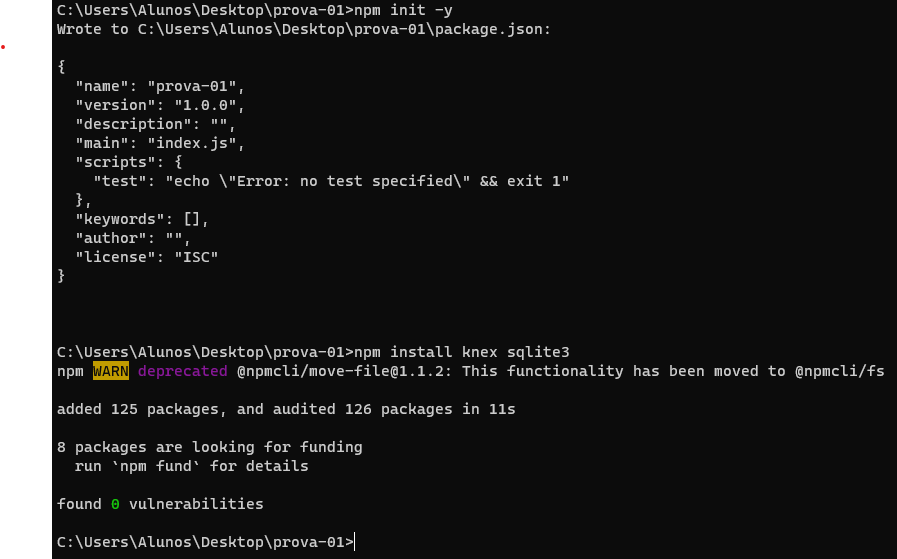 C:\Users\Alunos\Desktop\prova-01>npm init -y
Wrote to C:\Users\Alunos\Desktop\prova-01\package.json:
{
  "name": "prova-01",
  "version": "1.0.0",
  "description": "",
  "main": "index.js",
  "scripts": {
    "test": "echo \"Error: no test specified\" && exit 1"
  },
  "keywords": [],
  "author": "",
  "license": "ISC"
}
C:\Users\Alunos\Desktop\prova-01>npm install knex sqlite3
npm WARN deprecated @npmcli/move-file@1.1.2: This functionality has been moved to @npmcli/fs
added 125 packages, and audited 126 packages in 11s
8 packages are looking for funding
  run `npm fund` for details
found 0 vulnerabilities
C:\Users\Alunos\Desktop\prova-01>